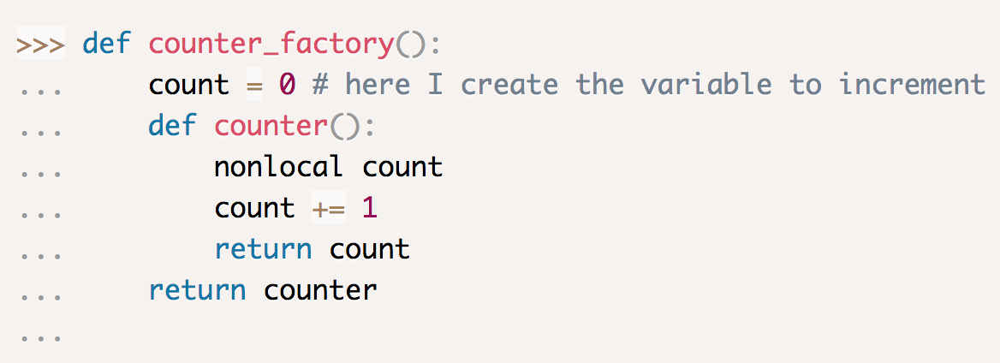 >>> def counter_factory():
...     count = 0 # here I create the variable to increment
...     def counter():
...         nonlocal count
...         count += 1
...         return count
...     return counter
...